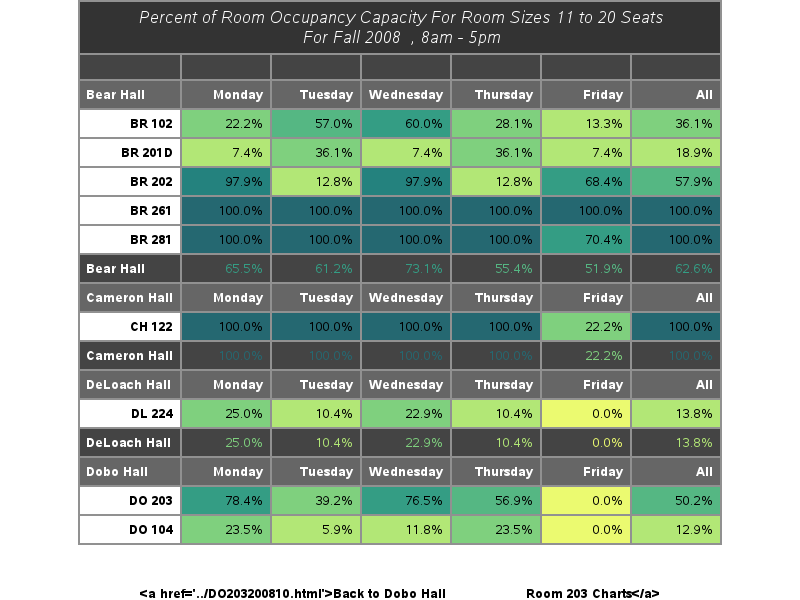 Percent of Room Occupancy Capacity For Room Sizes 11 to 20 Seats
For Fall 2008 , 8am - 5pm
Bear Hall Monday Tuesday Wednesday Thursday Friday All
BR 102 22.2% 57.0% 60.0% 28.1% 13.3% 36.1%
BR 201D 7.4% 36.1% 7.4% 36.1% 7.4% 18.9%
BR 202 97.9% 12.8% 97.9% 12.8% 68.4% 57.9%
BR 261 100.0% 100.0% 100.0% 100.0% 100.0% 100.0%
BR 281 100.0% 100.0% 100.0% 100.0% 70.4% 100.0%
Bear Hall 65.5% 61.2% 73.1% 55.4% 51.9% 62.6%
Cameron Hall Monday Tuesday Wednesday Thursday Friday All
CH 122 100.0% 100.0% 100.0% 100.0% 22.2% 100.0%
Cameron Hall 100.0% 100.0% 100.0% 100.0% 22.2% 100.0%
DeLoach Hall Monday Tuesday Wednesday Thursday Friday All
DL 224 25.0% 10.4% 22.9% 10.4% 0.0% 13.8%
DeLoach Hall 25.0% 10.4% 22.9% 10.4% 0.0% 13.8%
Dobo Hall Monday Tuesday Wednesday Thursday Friday All
DO 203 78.4% 39.2% 76.5% 56.9% 0.0% 50.2%
DO 104 23.5% 5.9% 11.8% 23.5% 0.0% 12.9%
<a href='../DO203200810.html'>Back to Dobo Hall Room 203 Charts</a>